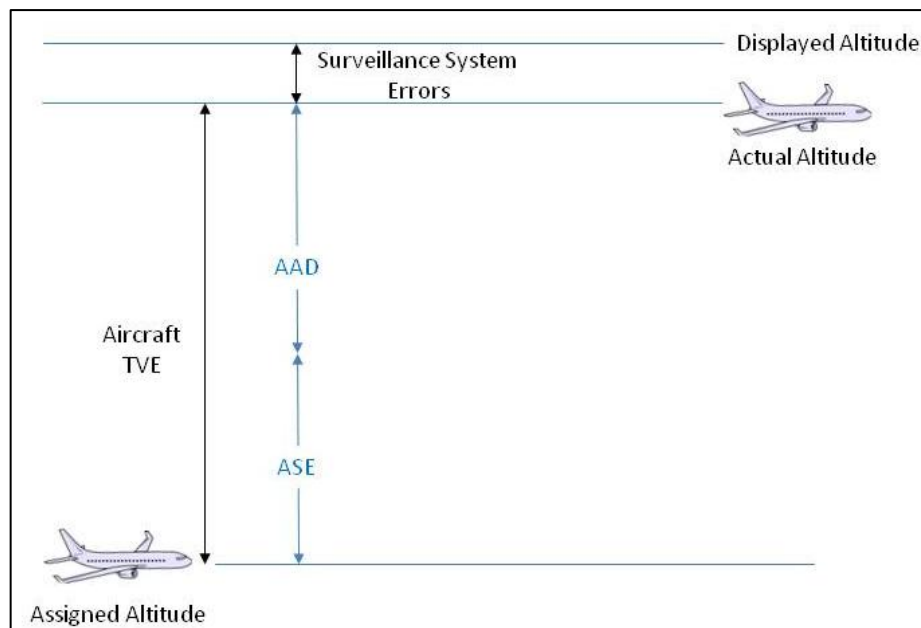 Displayed Altitude
Surveillance System
Errors
Actual Altitude
AAD
Aircraft
TVE
ASE
Assigned Altitude